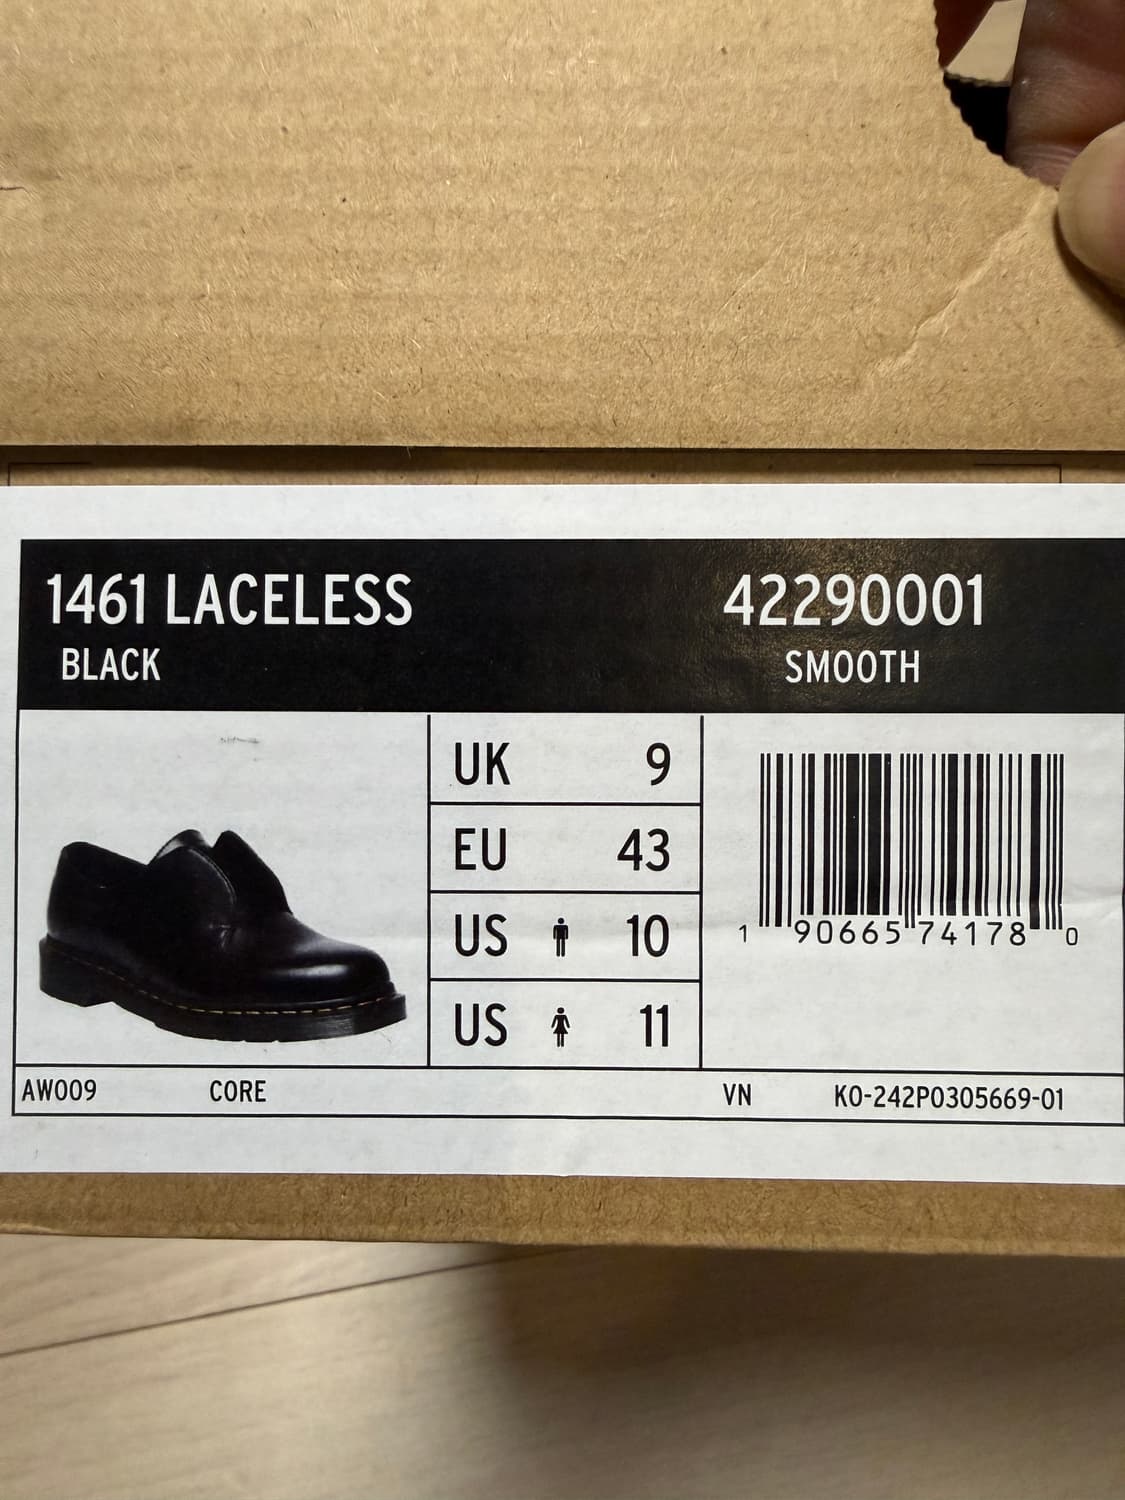 1461 LACELESS 42290001
BLACK SMOOTH
UK 9
EU 43
US 10
US 11
1 90665 74178 0
AW009 CORE VN KO-242P0305669-01